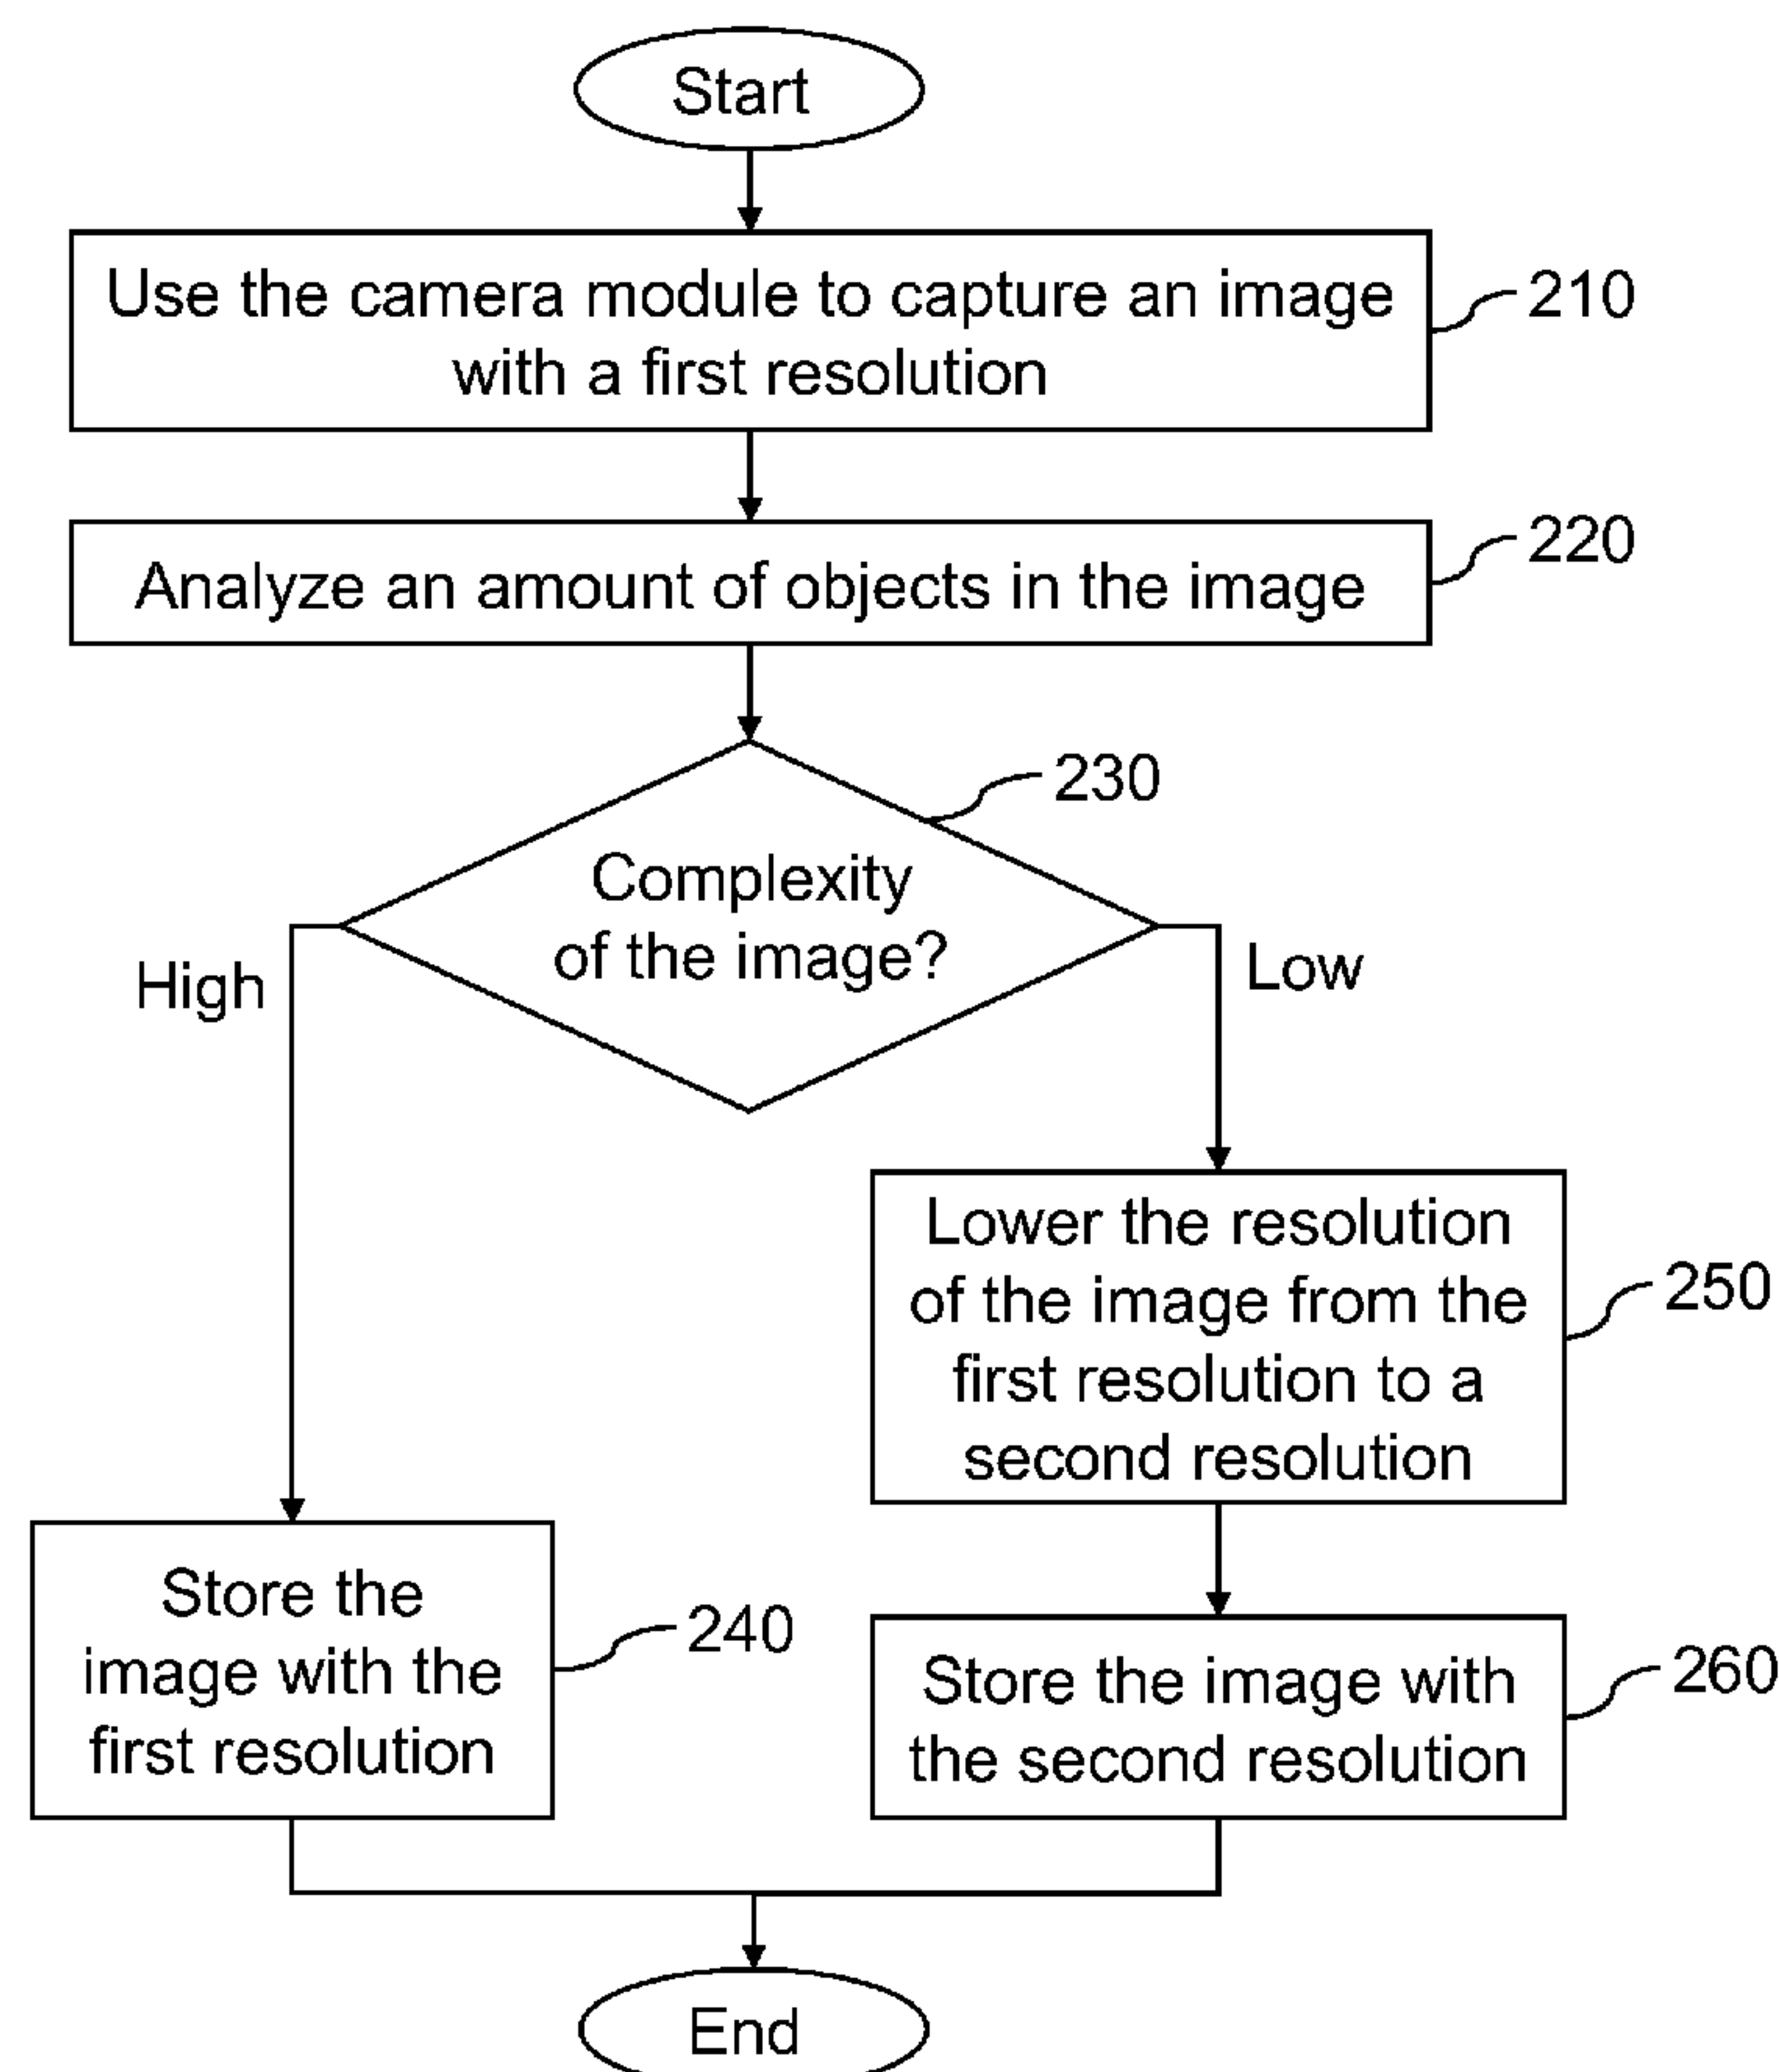 Start
Use the camera module to capture an image
with a first resolution
210
Analyze an amount of objects in the image
220
230
Complexity
of the image?
High
Low
Lower the resolution
of the image from the
first resolution to a
second resolution
250
Store the
image with the
first resolution
240
Store the image with
the second resolution
260
End